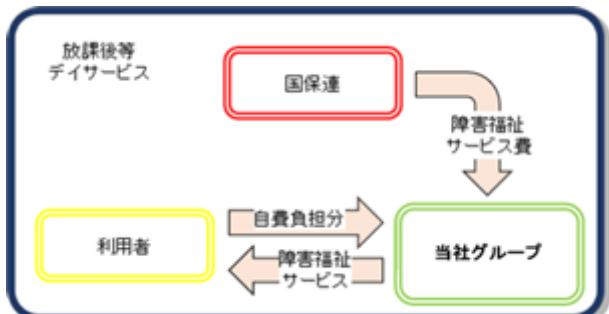 放課後等
デイサービス
国保連
障害福祉
サービス費
自費負担分
利用者
障害福祉
サービス
当社グループ